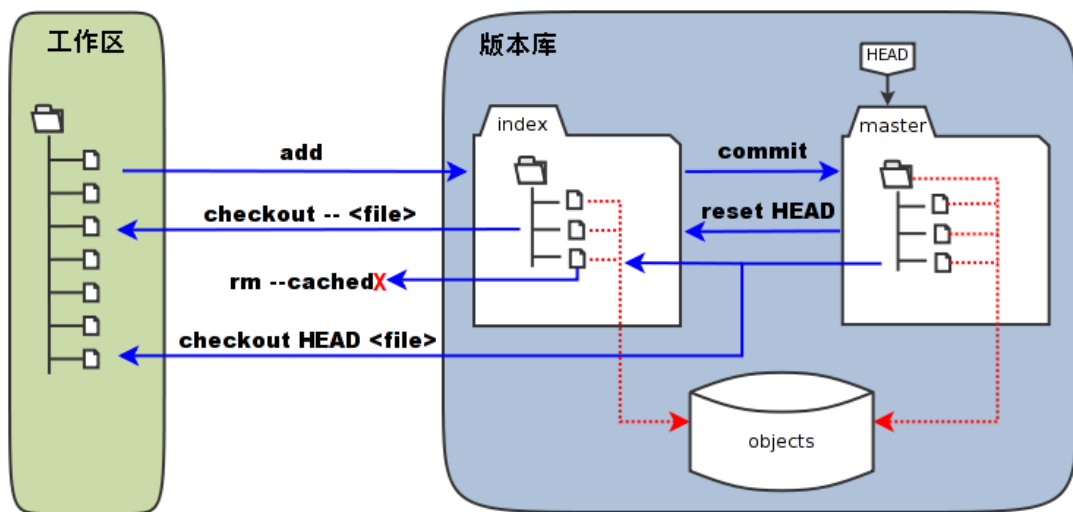 工作区
版本库
HEAD
index
master
add
commit
checkout -- <file>
reset HEAD
rm --cachedX
checkout HEAD <file>
objects